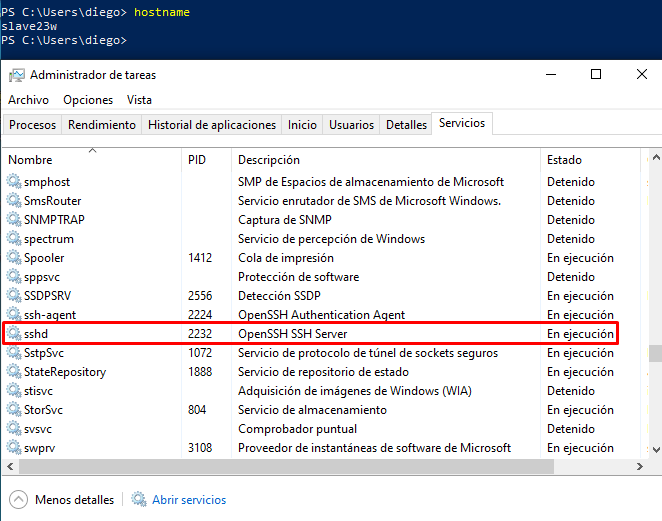 PS C:\Users\diego> hostname
slave23w
PS C:\Users\diego>
Administrador de tareas
Archivo Opciones Vista
Procesos Rendimiento Historial de aplicaciones Inicio Usuarios Detalles Servicios
Nombre PID Descripción Estado
smphost SMP de Espacios de almacenamiento de Microsoft Detenido
SmsRouter Servicio enrutador de SMS de Microsoft Windows. Detenido
SNMPTRAP Captura de SNMP Detenido
spectrum Servicio de percepción de Windows Detenido
Spooler 1412 Cola de impresión En ejecución
sppsvc Protección de software Detenido
SSDPSRV 2556 Detección SSDP En ejecución
ssh-agent 2224 OpenSSH Authentication Agent En ejecución
sshd 2232 OpenSSH SSH Server En ejecución
SstpSvc 1072 Servicio de protocolo de túnel de sockets seguros En ejecución
StateRepository 1888 Servicio de repositorio de estado En ejecución
stisvc Adquisición de imágenes de Windows (WIA) Detenido
StorSvc 804 Servicio de almacenamiento En ejecución
svsvc Comprobador puntual Detenido
swprv 3108 Proveedor de instantáneas de software de Microsoft En ejecución
Menos detalles Abrir servicios